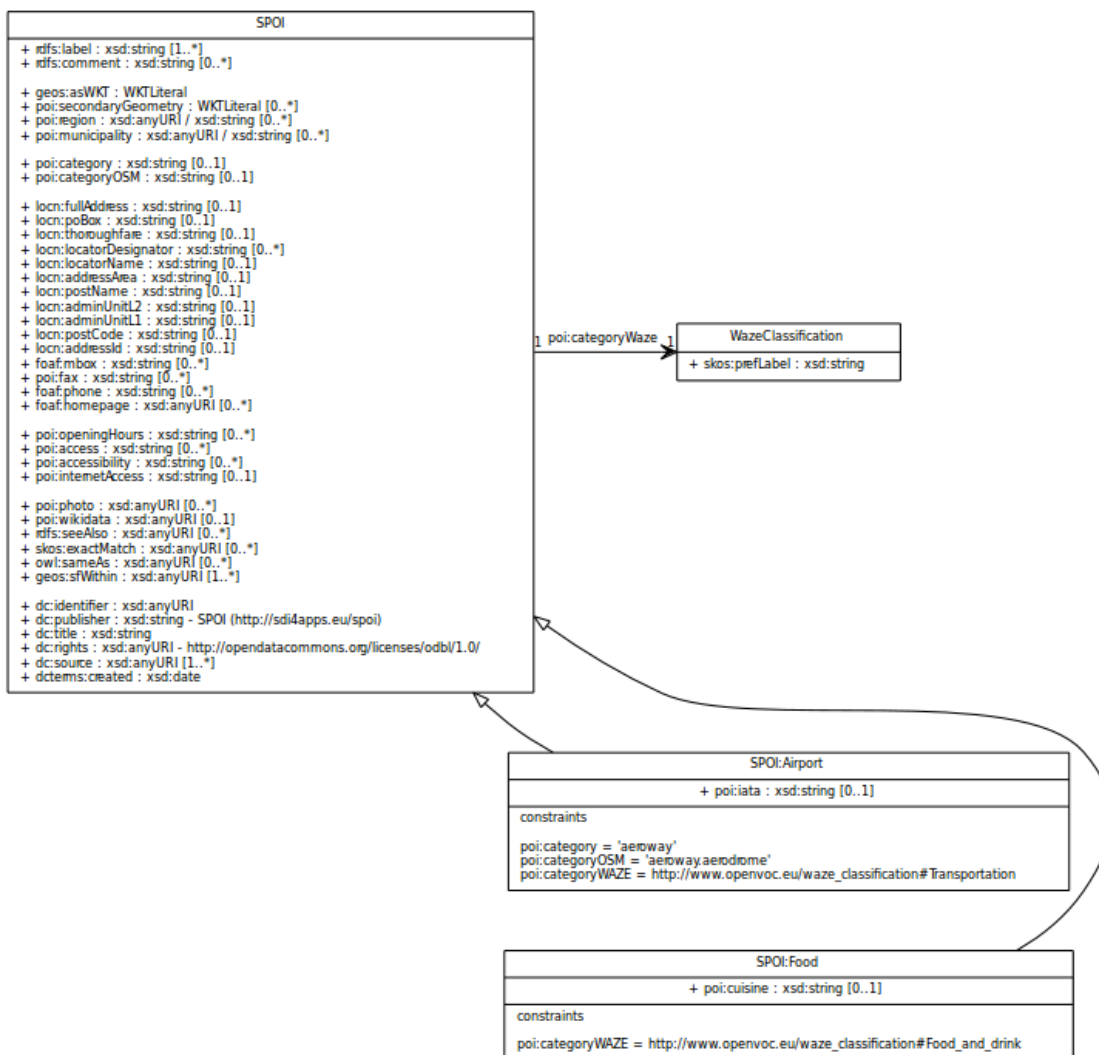 SPOI
+ rdfs:label : xsd:string [1..*]
+ rdfs:comment : xsd:string [0..*]
+ geos:asWKT : WKTLiteral
+ poi:secondaryGeometry : WKTLiteral [0..*]
+ poi:region : xsd:anyURI / xsd:string [0..*]
+ poi:municipality : xsd:anyURI / xsd:string [0..*]
+ poi:category : xsd:string [0..1]
+ poi:categoryOSM : xsd:string [0..1]
+ locn:fullAddress : xsd:string [0..1]
+ locn:poBox : xsd:string [0..1]
+ locn:thoroughfare : xsd:string [0..1]
+ locn:locatorDesignator : xsd:string [0..*]
+ locn:locatorName : xsd:string [0..1]
+ locn:addressArea : xsd:string [0..1]
+ locn:postName : xsd:string [0..1]
+ locn:adminUnitL2 : xsd:string [0..1]
+ locn:adminUnitL1 : xsd:string [0..1]
+ locn:postCode : xsd:string [0..1]
+ locn:addressId : xsd:string [0..1]
+ foaf:mbox : xsd:string [0..*]
+ poi:fax : xsd:string [0..*]
+ foaf:phone : xsd:string [0..*]
+ foaf:homepage : xsd:anyURI [0..*]
+ poi:openingHours : xsd:string [0..*]
+ poi:access : xsd:string [0..*]
+ poi:accessibility : xsd:string [0..*]
+ poi:internetAccess : xsd:string [0..1]
+ poi:photo : xsd:anyURI [0..*]
+ poi:wikidata : xsd:anyURI [0..1]
+ rdfs:seeAlso : xsd:anyURI [0..*]
+ skos:exactMatch : xsd:anyURI [0..*]
+ owl:sameAs : xsd:anyURI [0..*]
+ geos:sfWithin : xsd:anyURI [1..*]
+ dc:identifier : xsd:anyURI
+ dc:publisher : xsd:string - SPOI (http://sdi4apps.eu/spoi)
+ dc:title : xsd:string
+ dc:rights : xsd:anyURI - http://opendatacommons.org/licenses/odbl/1.0/
+ dc:source : xsd:anyURI [1..*]
+ dcterms:created : xsd:date
1 poi:categoryWaze 1
WazeClassification
+ skos:prefLabel : xsd:string
SPOI:Airport
+ poi:iata : xsd:string [0..1]
constraints
poi:category = 'aeroway'
poi:categoryOSM = 'aeroway.aerodrome'
poi:categoryWAZE = http://www.openvoc.eu/waze_classification#Transportation
SPOI:Food
+ poi:cuisine : xsd:string [0..1]
constraints
poi:categoryWAZE = http://www.openvoc.eu/waze_classification#Food_and_drink